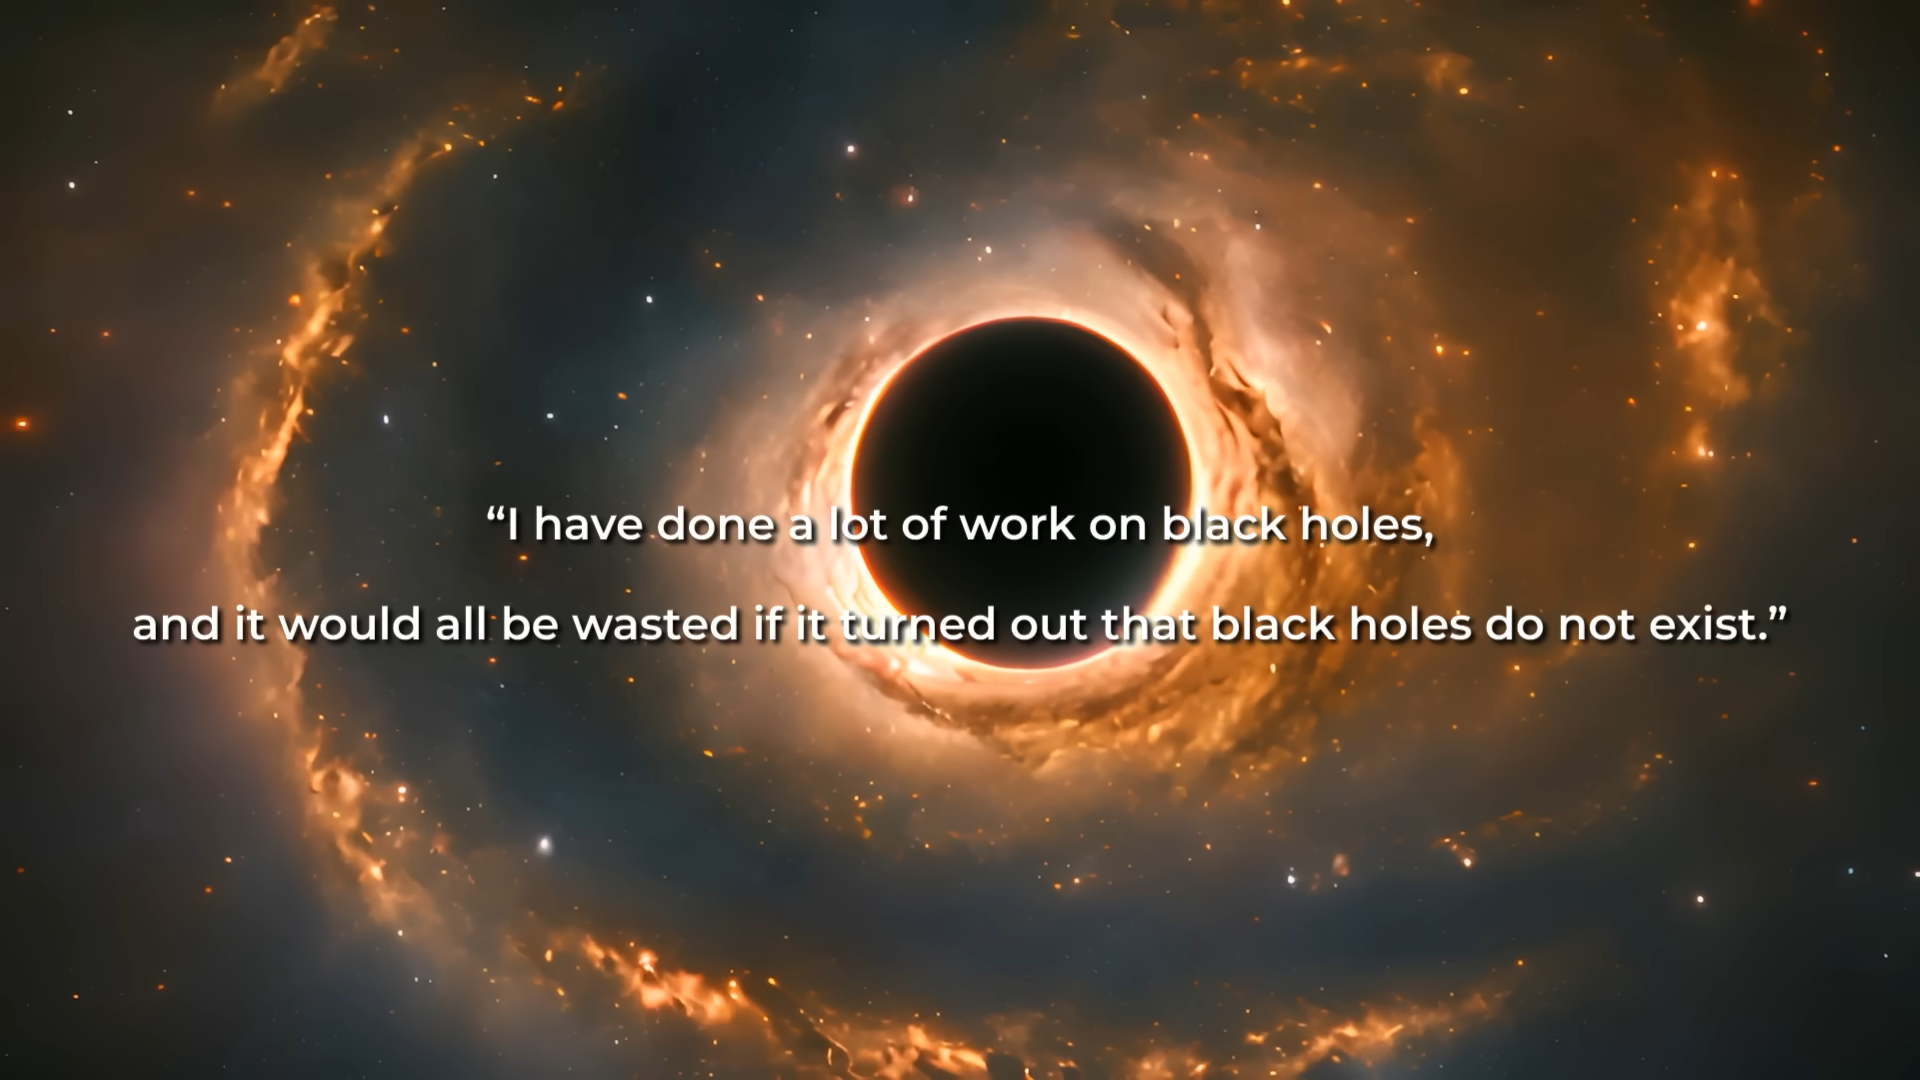 “I have done a lot of work on black holes,
and it would all be wasted if it turned out that black holes do not exist.”